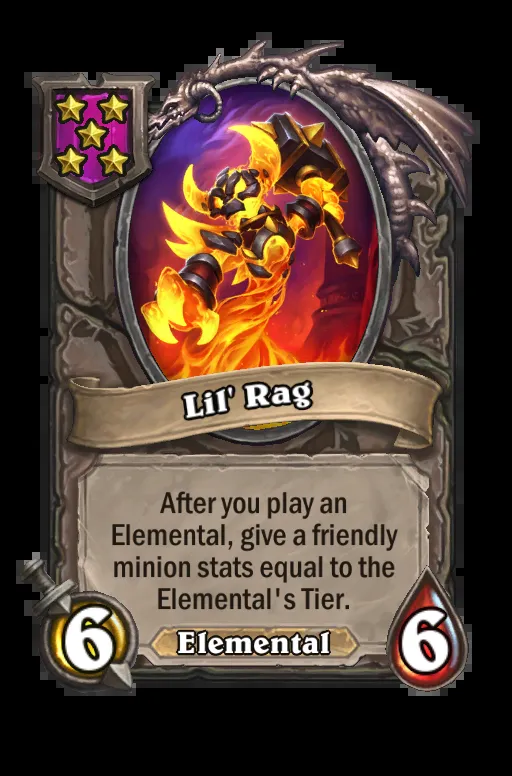 Lil' Rag
After you play an
Elemental, give a friendly
minion stats equal to the
Elemental's Tier.
6
Elemental
6